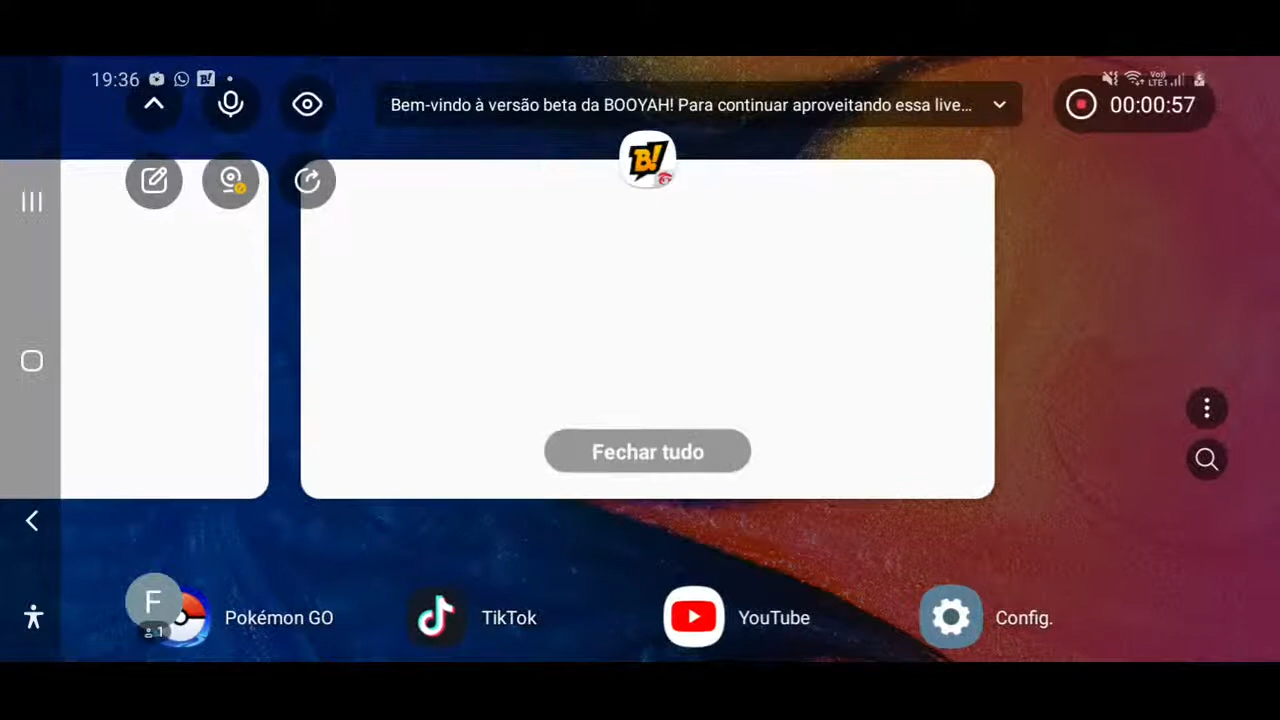 19:36
Bem-vindo à versão beta da BOOYAH! Para continuar aproveitando essa live...
00:00:57
B!
Fechar tudo
F
1
Pokémon GO
TikTok
YouTube
Config.